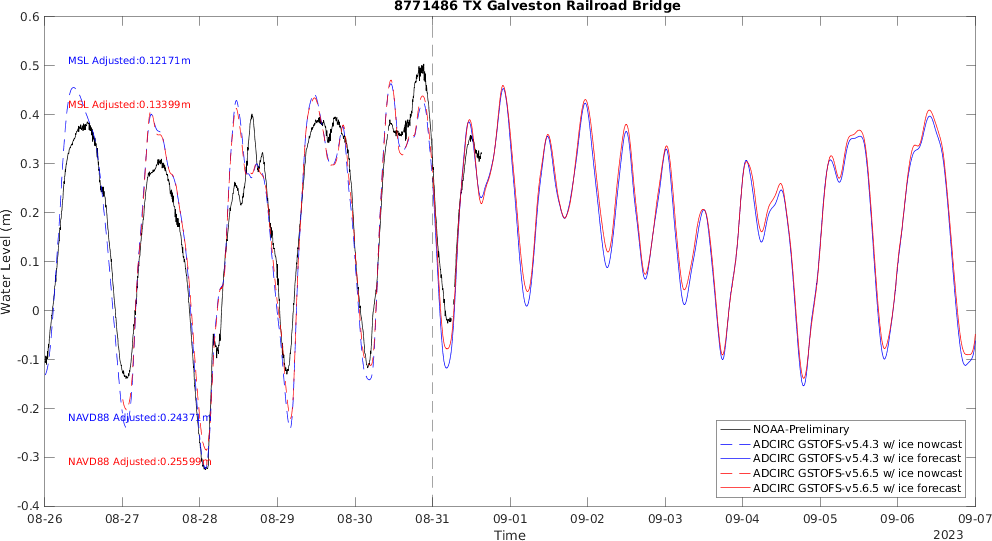 8771486 TX Galveston Railroad Bridge
0.6
0.5
0.4
0.3
0.2
0.1
0
-0.1
-0.2
-0.3
-0.4
Water Level (m)
MSL Adjusted:0.12171m
MSL Adjusted:0.13399m
NAVD88 Adjusted:0.24371m
NAVD88 Adjusted:0.25599m
NOAA-Preliminary
ADCIRC GSTOFS-v5.4.3 w/ ice nowcast
ADCIRC GSTOFS-v5.4.3 w/ ice forecast
ADCIRC GSTOFS-v5.6.5 w/ ice nowcast
ADCIRC GSTOFS-v5.6.5 w/ ice forecast
08-26 08-27 08-28 08-29 08-30 08-31 09-01 09-02 09-03 09-04 09-05 09-06 09-07
Time
2023